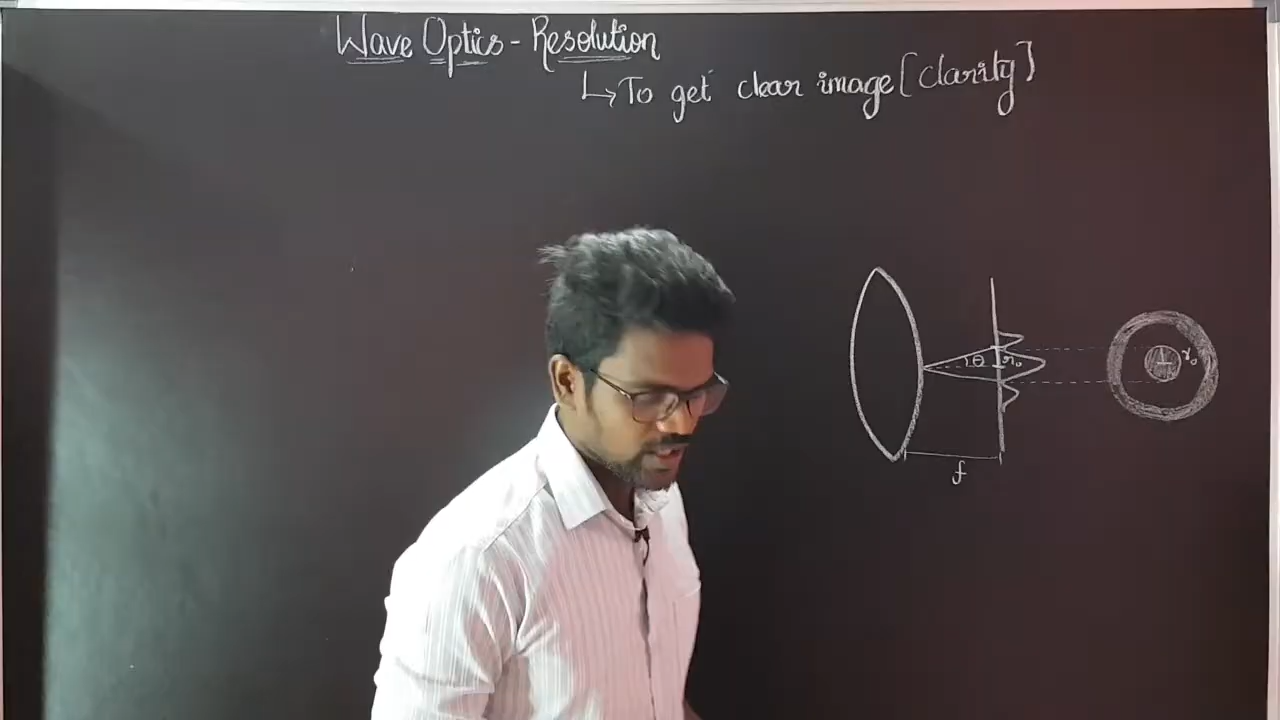 Wave Optics - Resolution
↳ To get clear image [Clarity]
θ
r₀
r₀
f